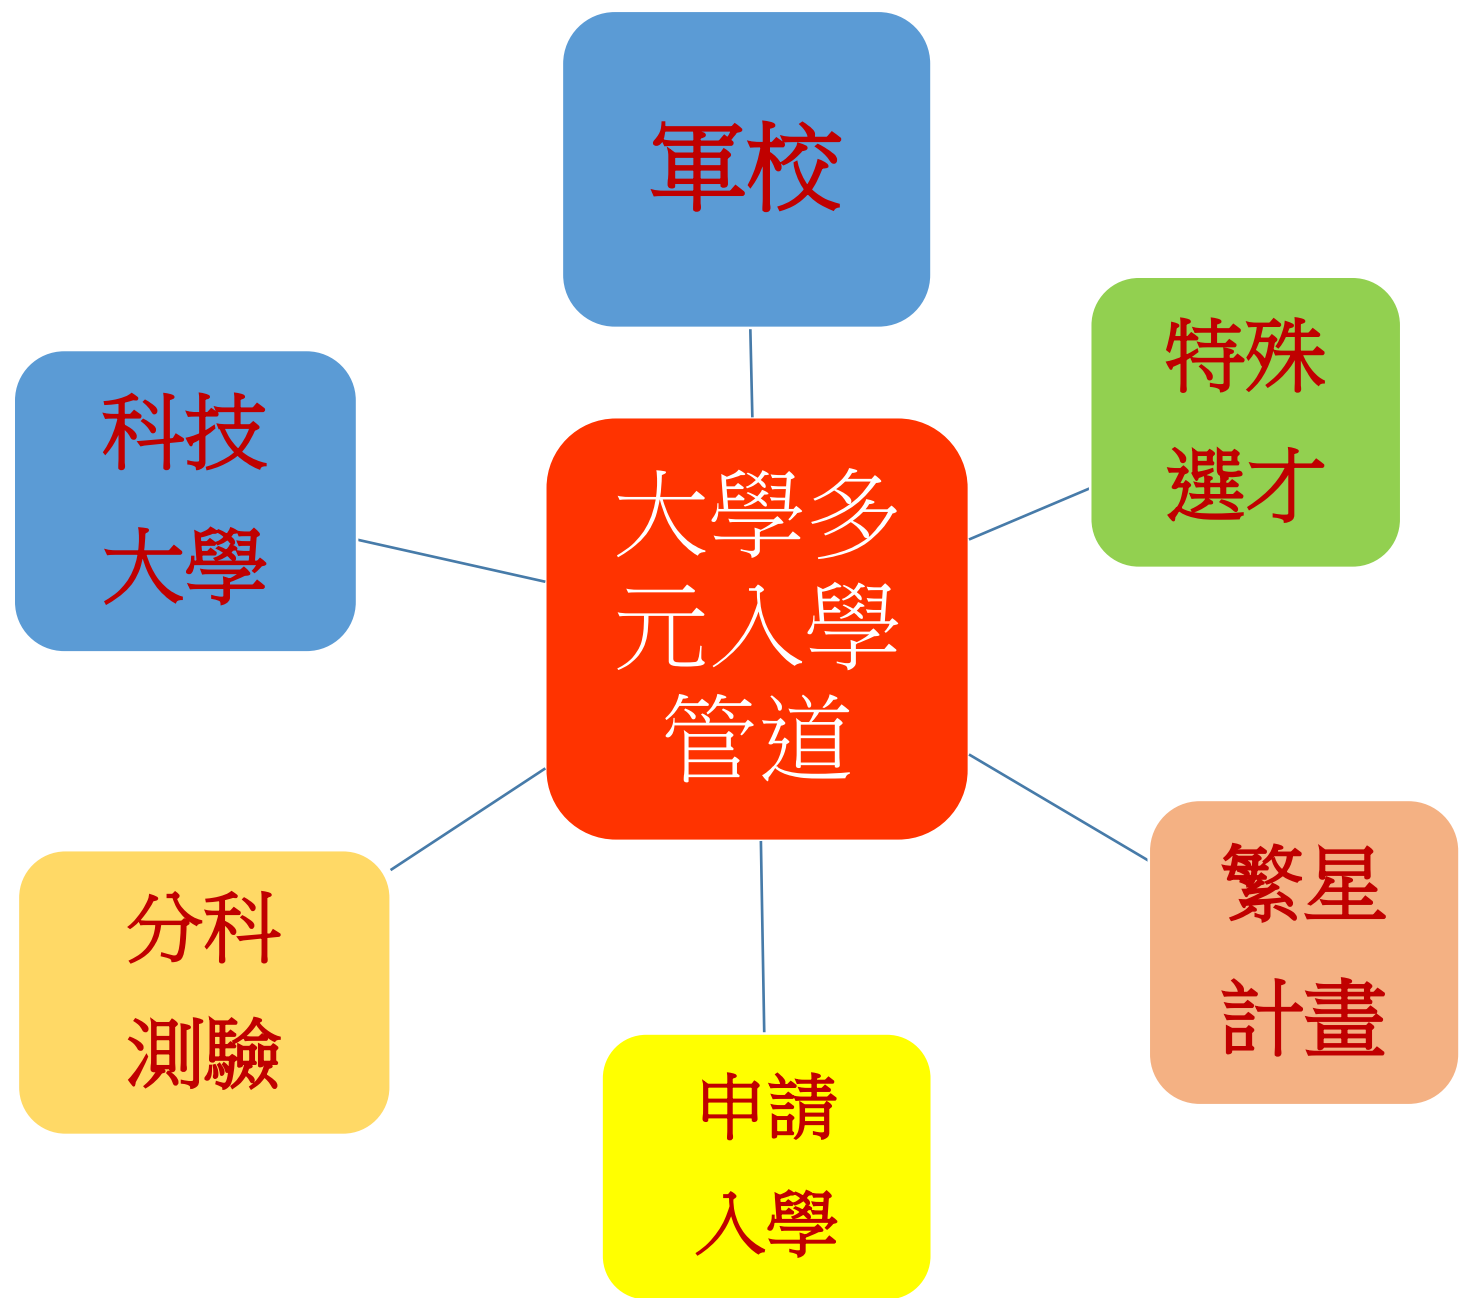 軍校
特殊
選才
科技
大學
大學多
元入學
管道
繁星
計畫
分科
測驗
申請
入學